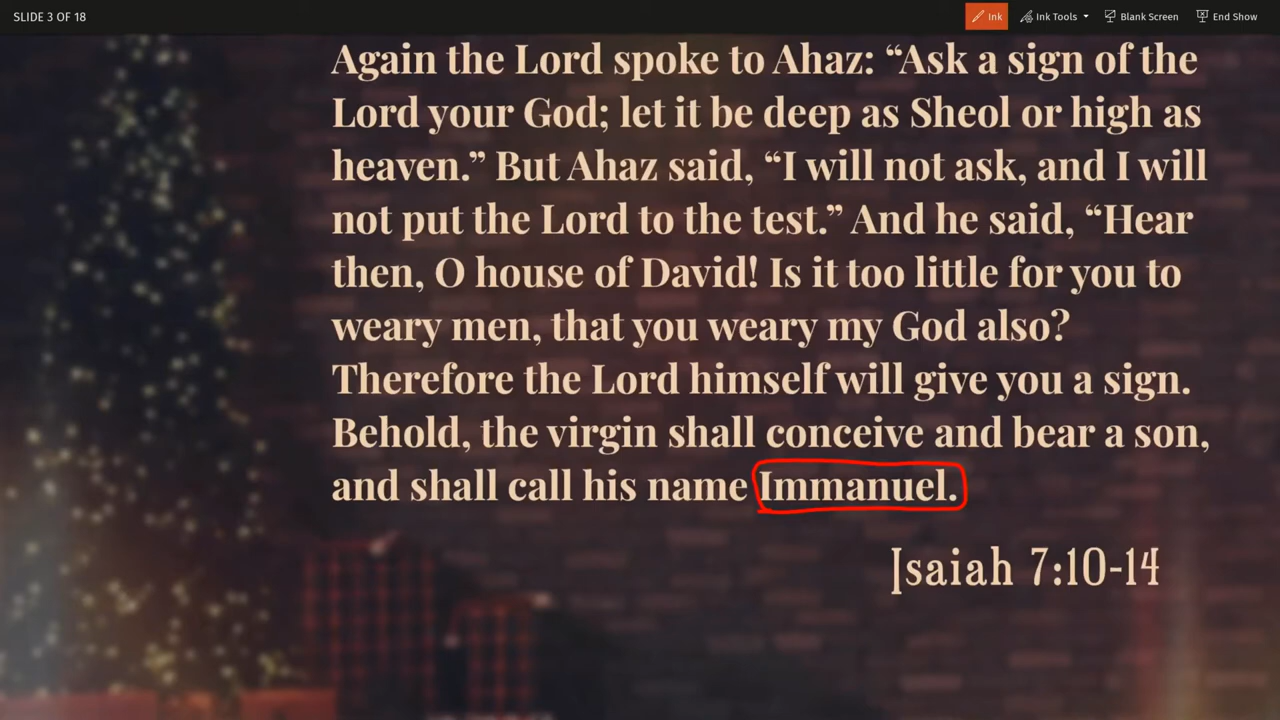 SLIDE 3 OF 18
Ink
Ink Tools
Blank Screen
End Show
Again the Lord spoke to Ahaz: “Ask a sign of the
Lord your God; let it be deep as Sheol or high as
heaven.” But Ahaz said, “I will not ask, and I will
not put the Lord to the test.” And he said, “Hear
then, O house of David! Is it too little for you to
weary men, that you weary my God also?
Therefore the Lord himself will give you a sign.
Behold, the virgin shall conceive and bear a son,
and shall call his name Immanuel.
Isaiah 7:10-14